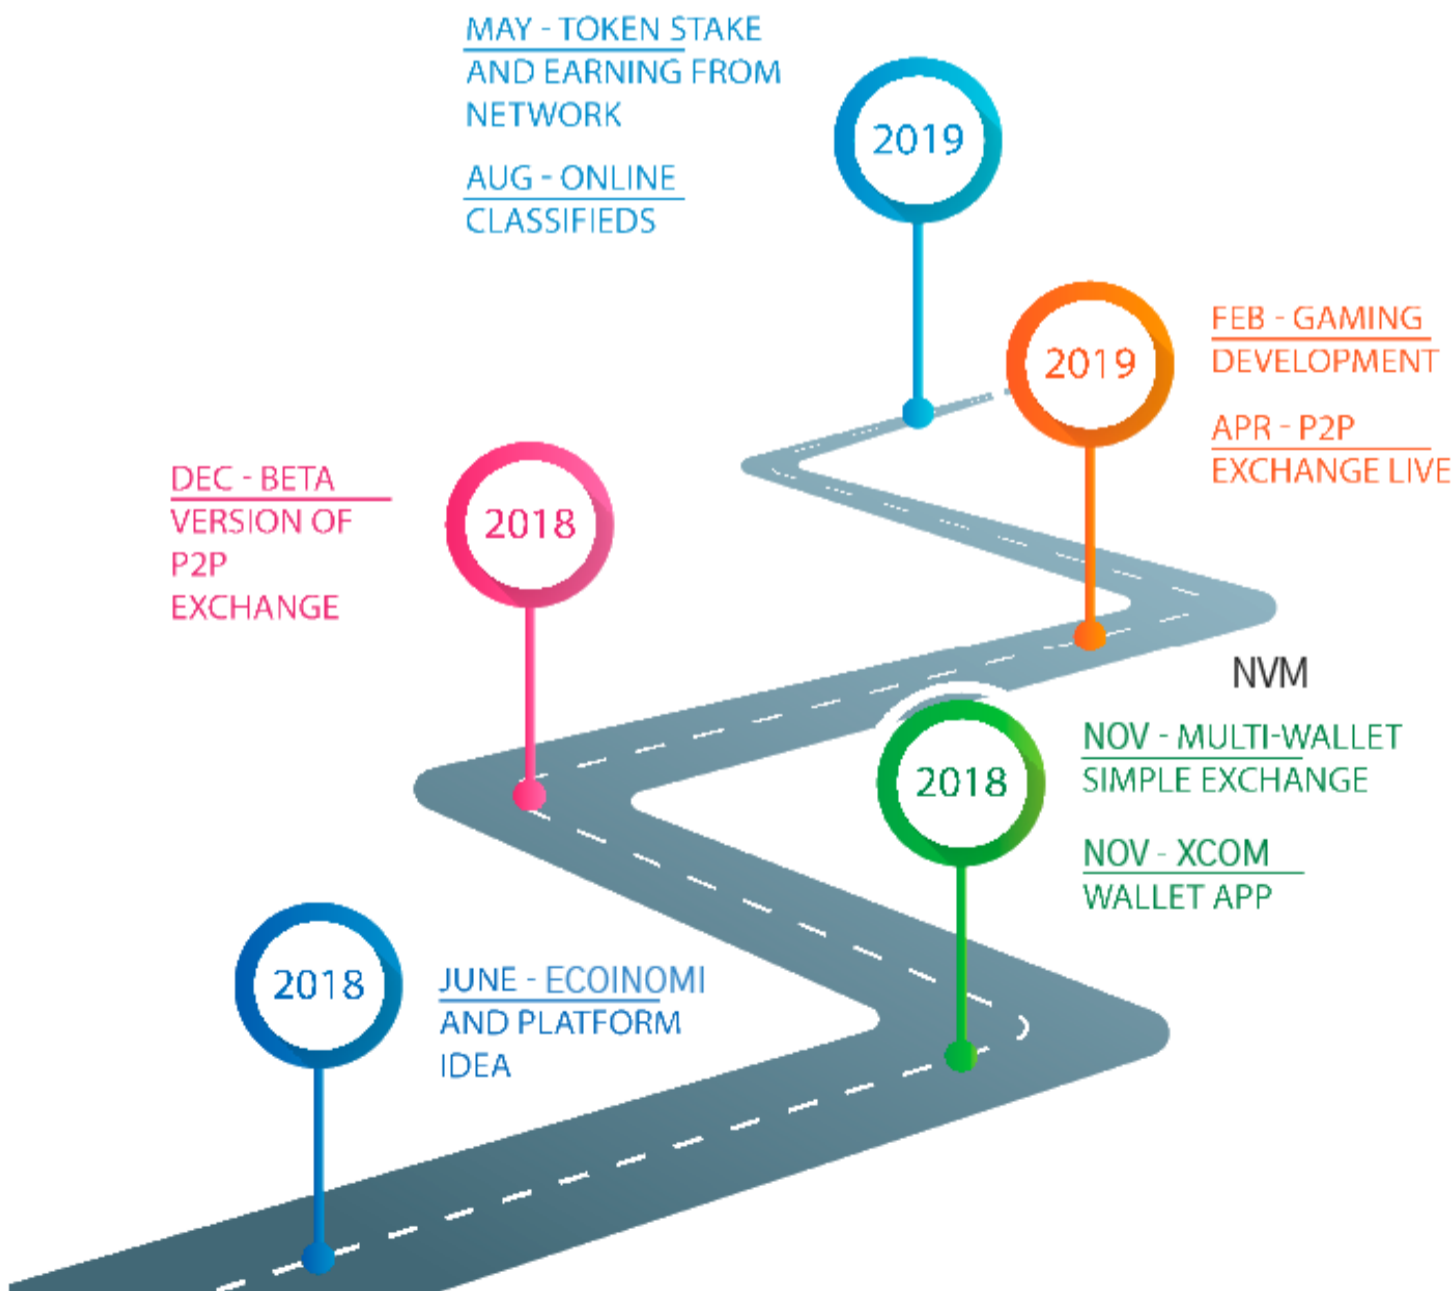 MAY - TOKEN STAKE
AND EARNING FROM
NETWORK
AUG - ONLINE
CLASSIFIEDS
2019
2019
FEB - GAMING
DEVELOPMENT
APR - P2P
EXCHANGE LIVE
DEC - BETA
VERSION OF
P2P
EXCHANGE
2018
NVM
2018
NOV - MULTI-WALLET
SIMPLE EXCHANGE
NOV - XCOM
WALLET APP
2018
JUNE - ECOINOMI
AND PLATFORM
IDEA